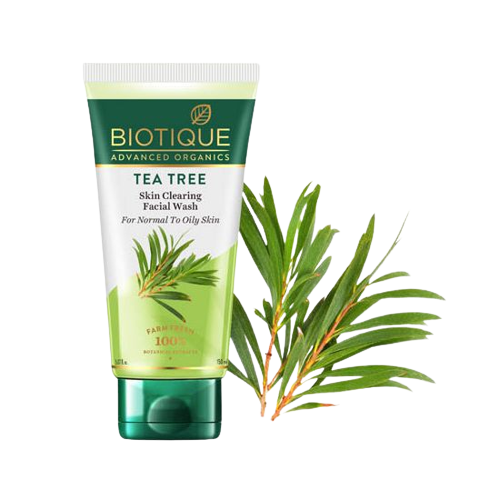 BIOTIQUE
ADVANCED ORGANICS
TEA TREE
Skin Clearing
Facial Wash
For Normal To Oily Skin
FARM FRESH
100%